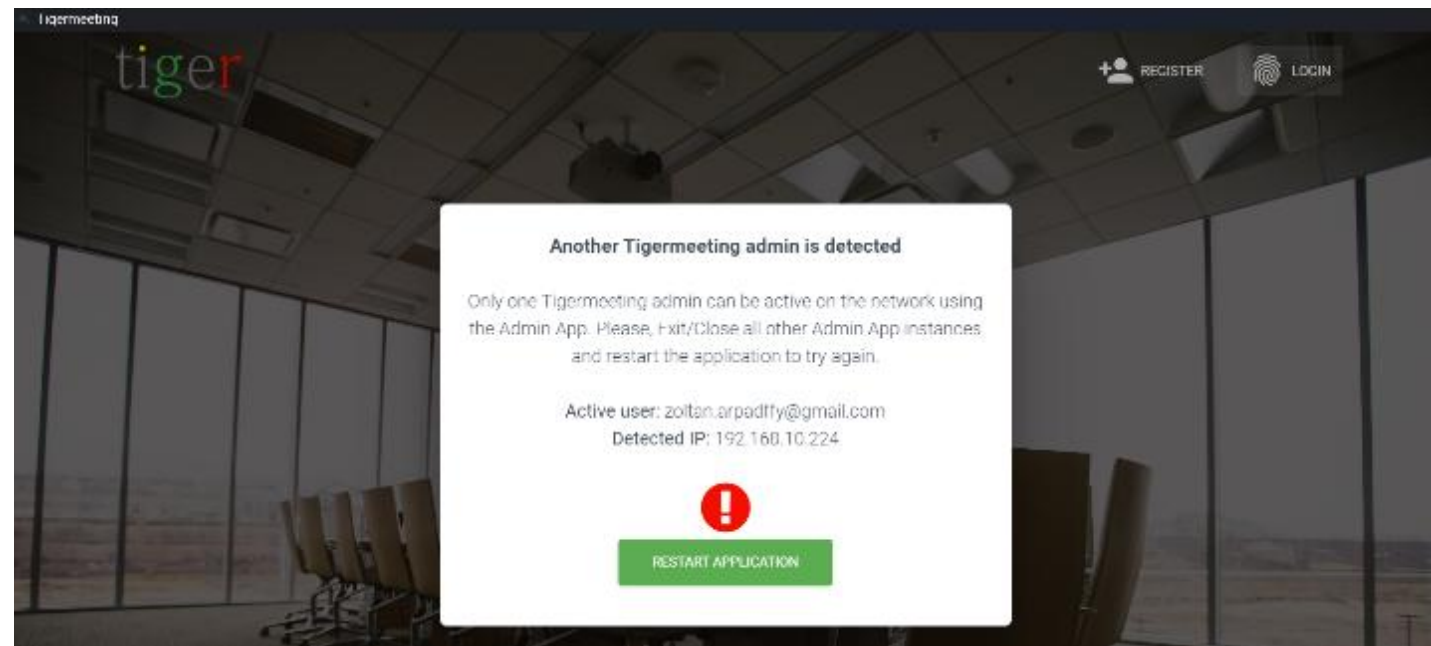 Tigermeeting
tiger
REGISTER
LOGIN
Another Tigermeeting admin is detected
Only one Tigermeeting admin can be active on the network using
the Admin App. Please, Exit/Close all other Admin App instances
and restart the application to try again.
Active user: zoltan.arpadffy@gmail.com
Detected IP: 192.168.10.224
RESTART APPLICATION